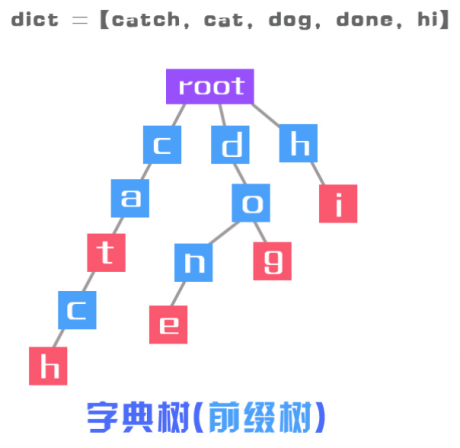 dict =【catch, cat, dog, done, hi】
root
c d h
a o i
t n g
c e
h
字典树(前缀树)